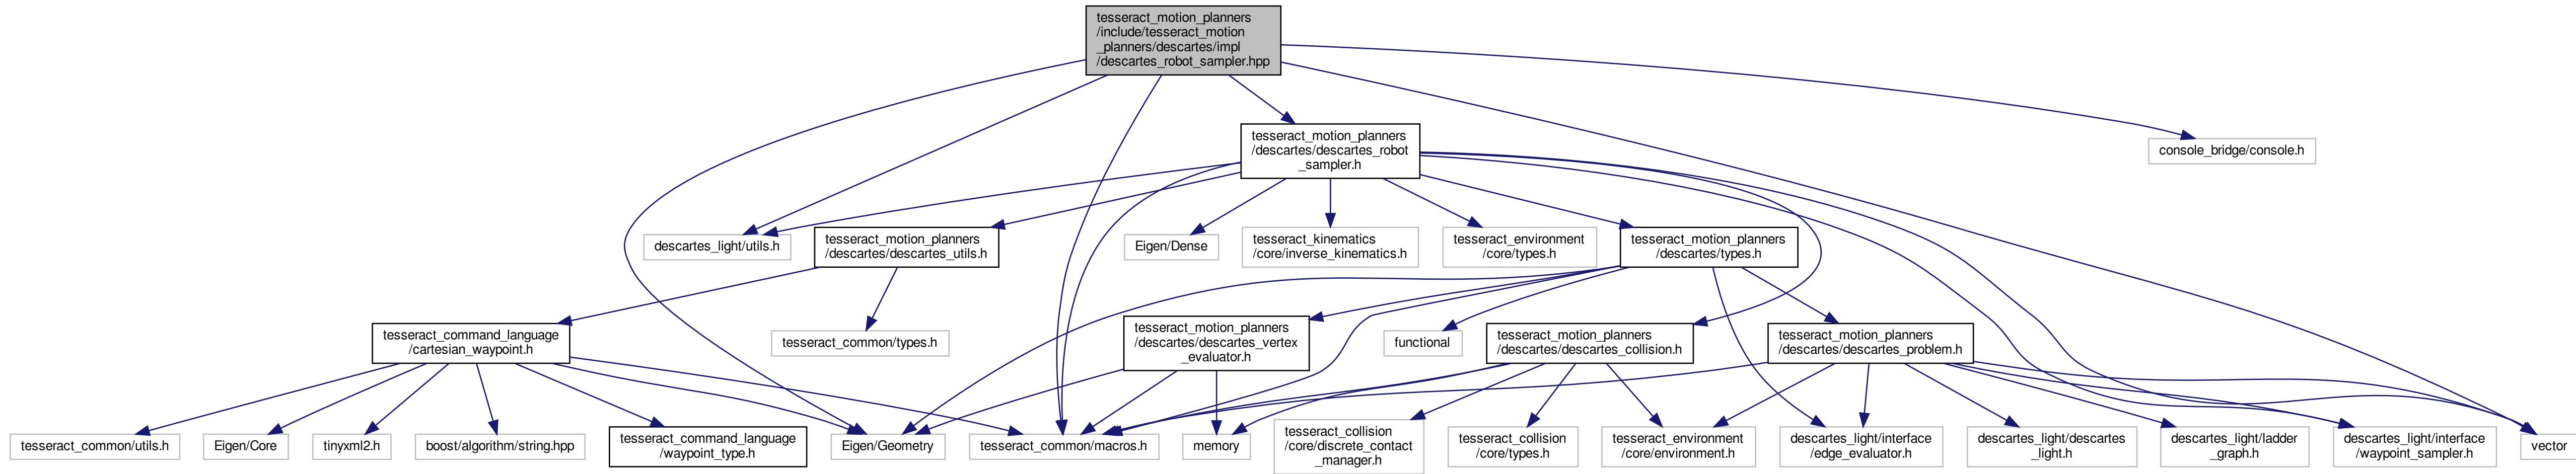 tesseract_motion_planners
/include/tesseract_motion
_planners/descartes/impl
/descartes_robot_sampler.hpp
tesseract_motion_planners
/descartes/descartes_robot
_sampler.h
console_bridge/console.h
descartes_light/utils.h
tesseract_motion_planners
/descartes/descartes_utils.h
Eigen/Dense
tesseract_kinematics
/core/inverse_kinematics.h
tesseract_environment
/core/types.h
tesseract_motion_planners
/descartes/types.h
tesseract_command_language
/cartesian_waypoint.h
tesseract_common/types.h
tesseract_motion_planners
/descartes/descartes_vertex
_evaluator.h
functional
tesseract_motion_planners
/descartes/descartes_collision.h
tesseract_motion_planners
/descartes/descartes_problem.h
tesseract_common/utils.h
Eigen/Core
tinyxml2.h
boost/algorithm/string.hpp
tesseract_command_language
/waypoint_type.h
Eigen/Geometry
tesseract_common/macros.h
memory
tesseract_collision
/core/discrete_contact
_manager.h
tesseract_collision
/core/types.h
tesseract_environment
/core/environment.h
descartes_light/interface
/edge_evaluator.h
descartes_light/descartes
_light.h
descartes_light/ladder
_graph.h
descartes_light/interface
/waypoint_sampler.h
vector